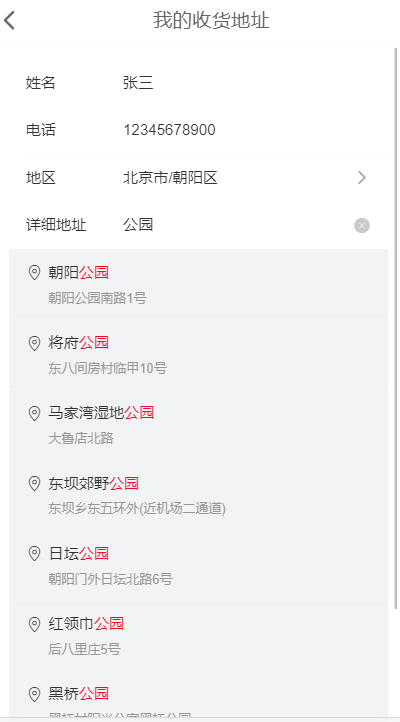 我的收货地址
姓名 张三
电话 12345678900
地区 北京市/朝阳区
详细地址 公园
朝阳公园
朝阳公园南路1号
将府公园
东八间房村临甲10号
马家湾湿地公园
大鲁店北路
东坝郊野公园
东坝乡东五环外(近机场二通道)
日坛公园
朝阳门外日坛北路6号
红领巾公园
后八里庄5号
黑桥公园